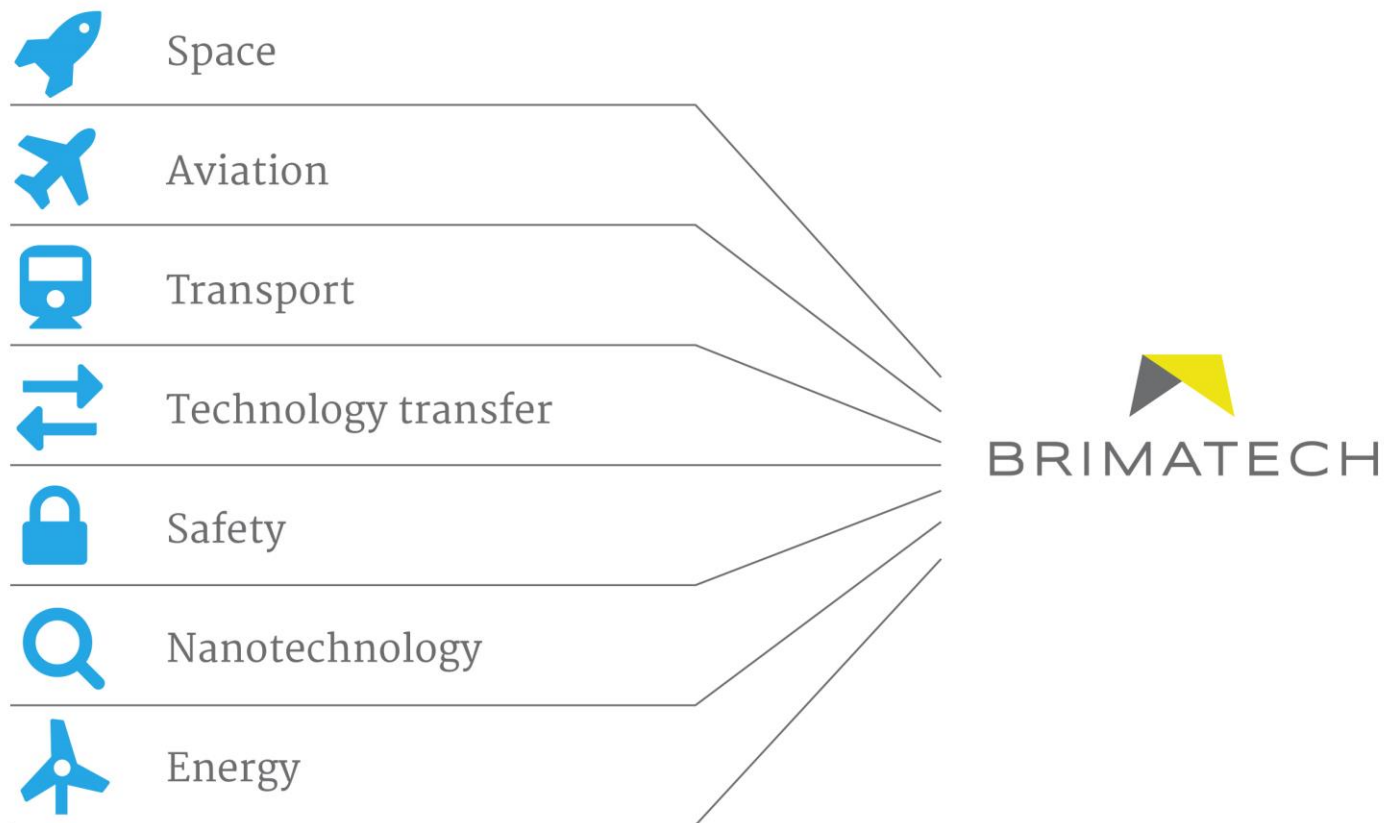 Space
Aviation
Transport
Technology transfer
Safety
Nanotechnology
Energy
BRIMATECH